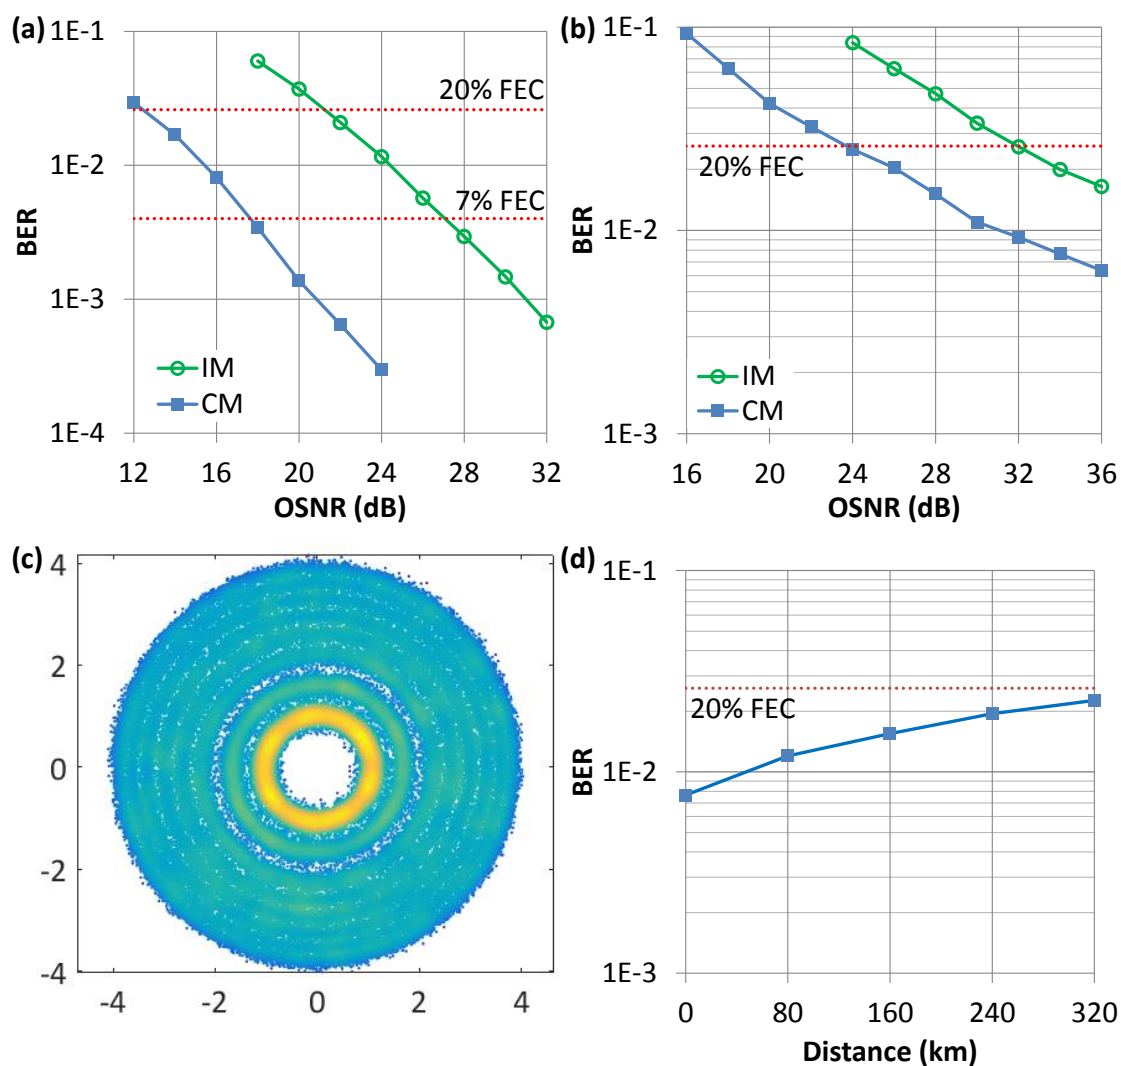 (a)
1E-1
1E-2
1E-3
1E-4
BER
20% FEC
7% FEC
IM
CM
12 16 20 24 28 32
OSNR (dB)
(b)
1E-1
1E-2
1E-3
BER
20% FEC
IM
CM
16 20 24 28 32 36
OSNR (dB)
(c)
4
2
0
-2
-4
-4 -2 0 2 4
(d)
1E-1
1E-2
1E-3
BER
20% FEC
0 80 160 240 320
Distance (km)